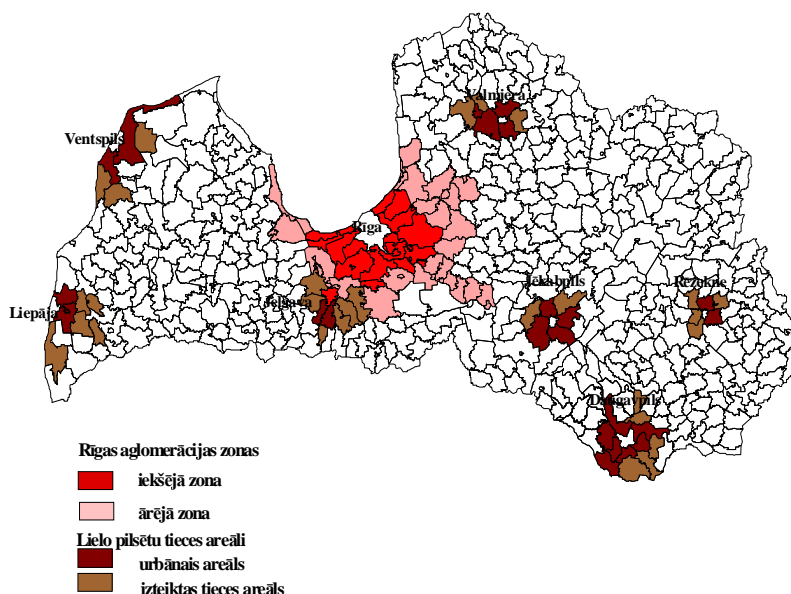 Valmiera
Ventspils
Rīga
Jelgava
Jēkabpils
Rēzekne
Liepāja
Daugavpils
Rīgas aglomerācijas zonas
iekšējā zona
ārējā zona
Lielo pilsētu tieces areāli
urbānais areāls
izteiktas tieces areāls